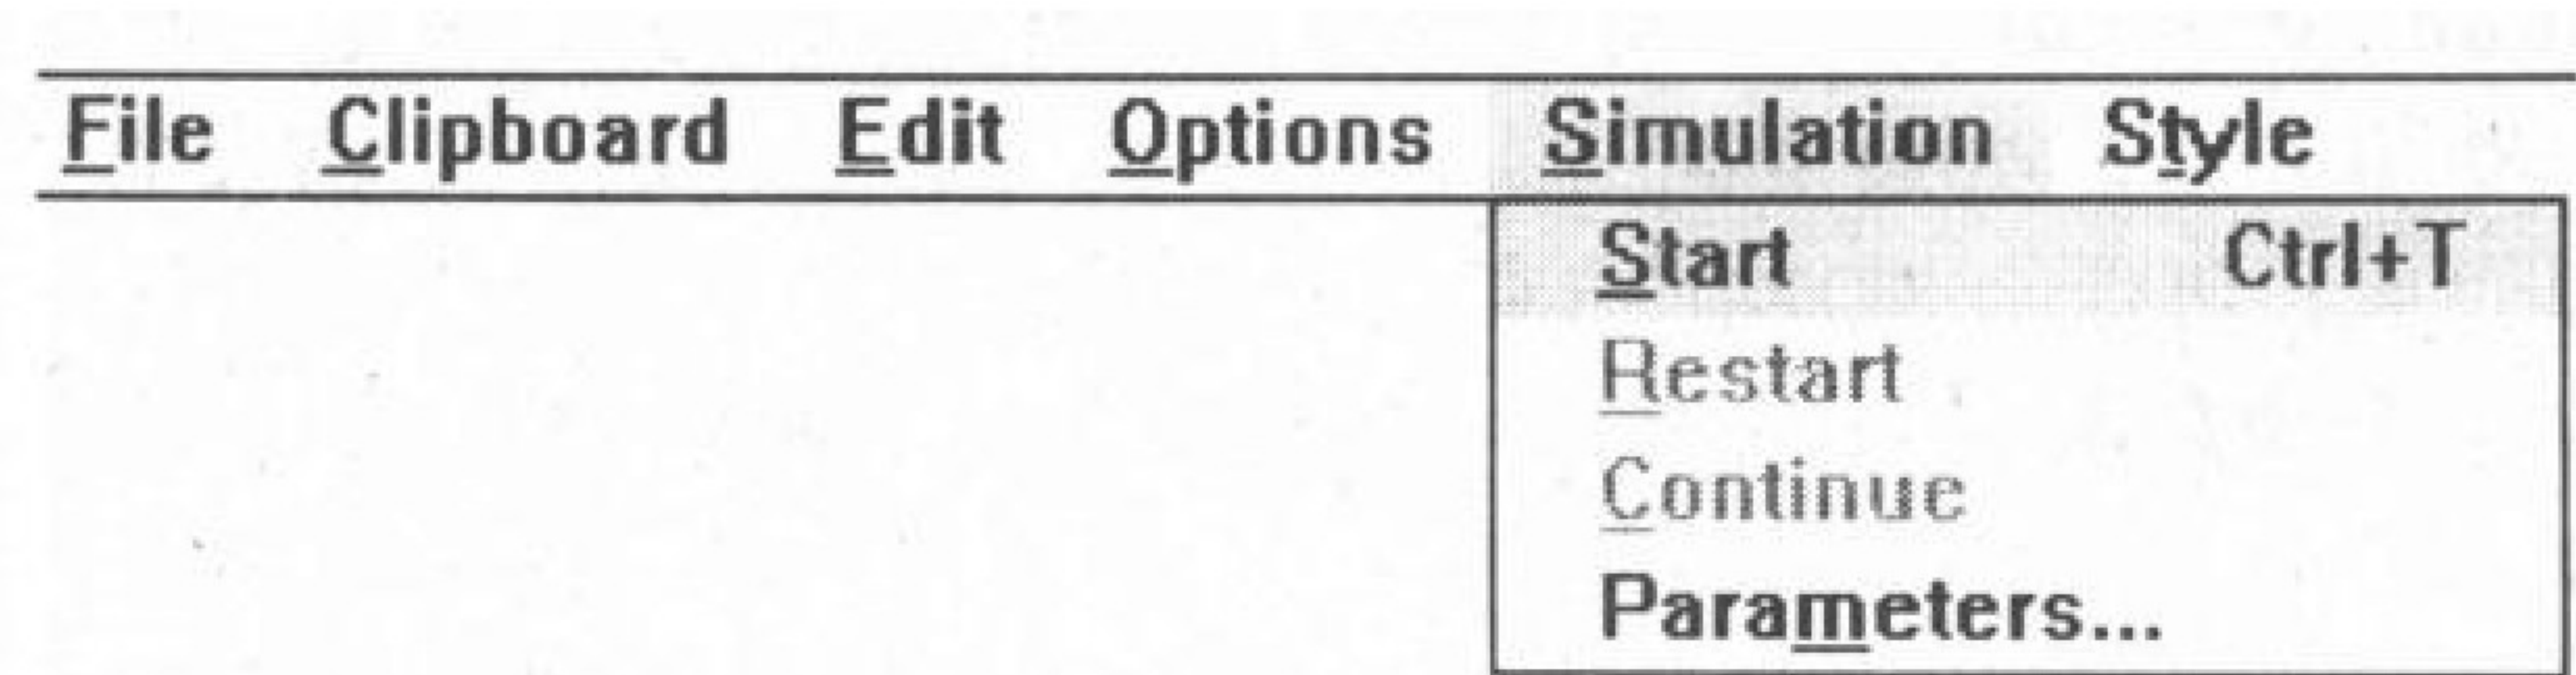 File Clipboard Edit Options Simulation Style
Start Ctrl+T
Restart
Continue
Parameters...